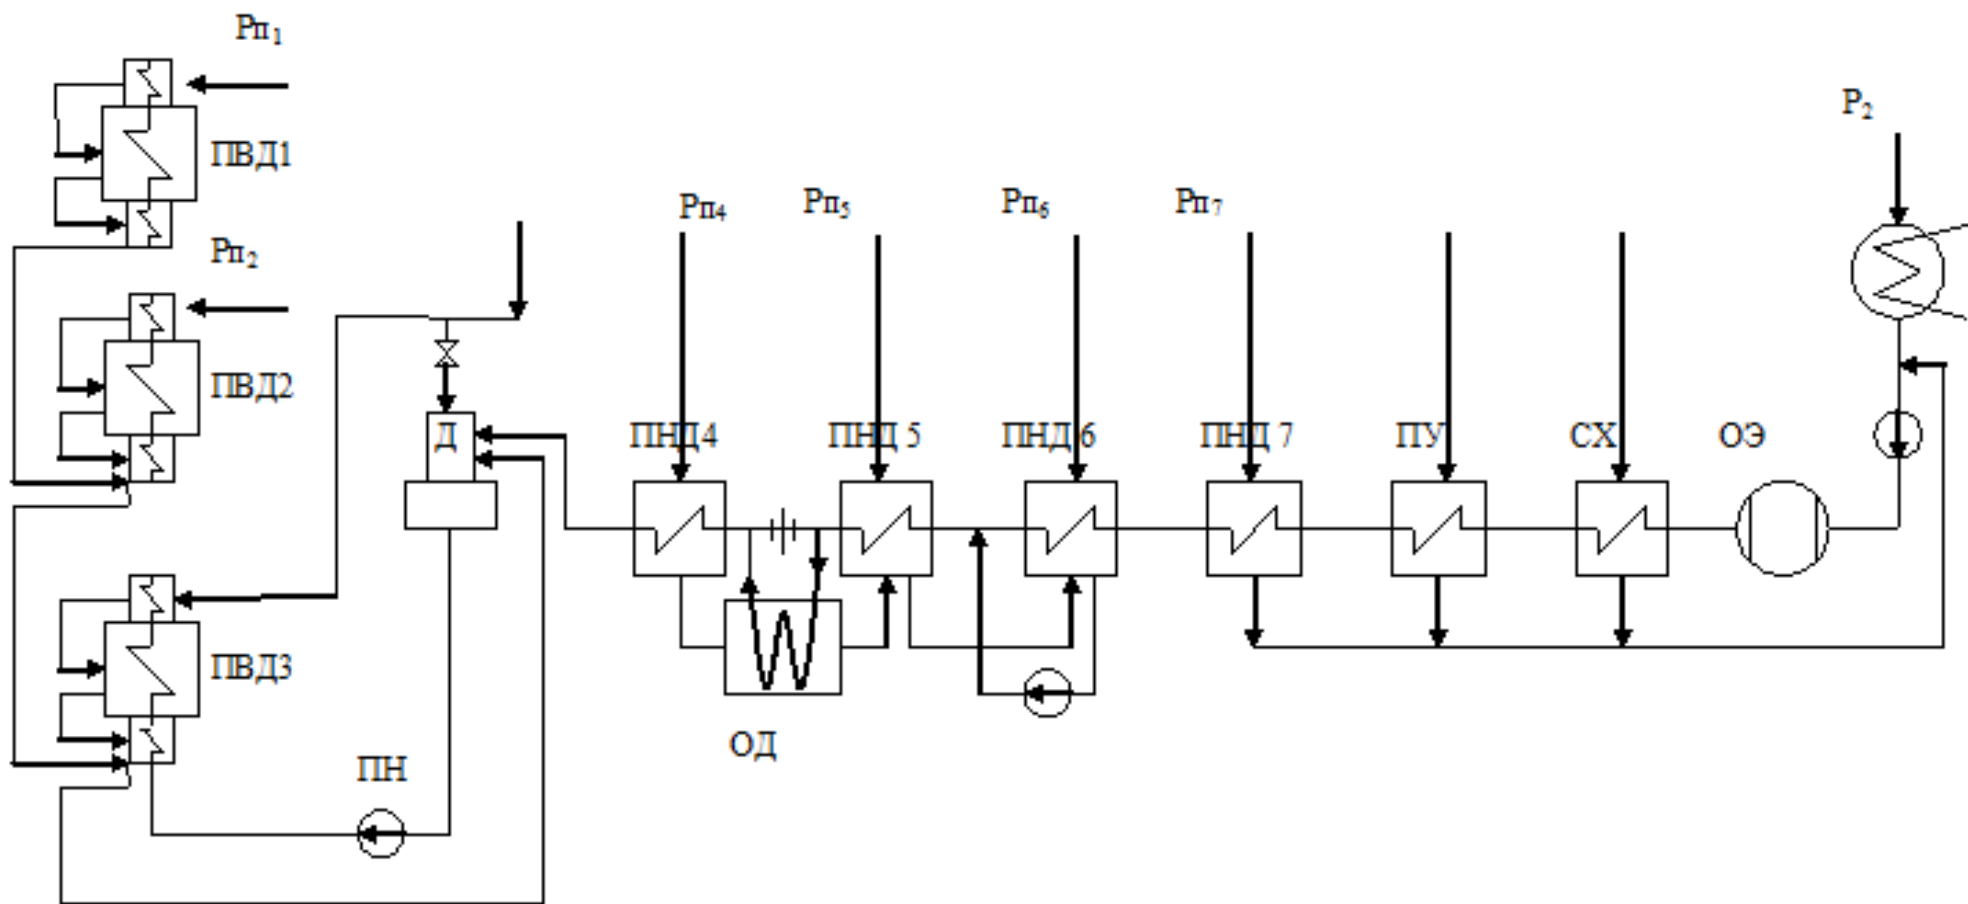 Рп₁
Р₂
ПВД1
Рп₄
Рп₅
Рп₆
Рп₇
Рп₂
ПВД2
Д
ПНД4
ПНД 5
ПНД 6
ПНД 7
ПУ
СХ
ОЭ
ПВД3
ОД
ПН